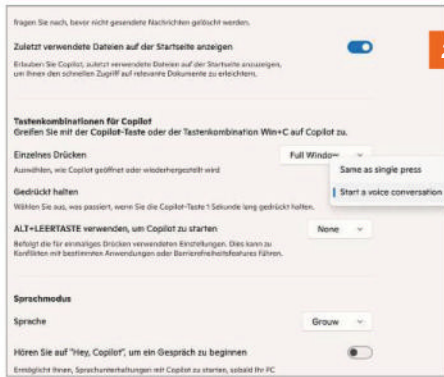 fragen Sie nach, bevor nicht gesendete Nachrichten gelöscht werden.
Zuletzt verwendete Dateien auf der Startseite anzeigen
Erlauben Sie Copilot, zuletzt verwendete Dateien auf der Startseite anzuzeigen,
um Ihnen den schnellen Zugriff auf relevante Dokumente zu erleichtern.
Tastenkombinationen für Copilot
Greifen Sie mit der Copilot-Taste oder der Tastenkombination Win+C auf Copilot zu.
Einzelnes Drücken Full Window
Auswählen, wie Copilot geöffnet oder wiederhergestellt wird
Same as single press
Gedrückt halten
Start a voice conversation
Wählen Sie aus, was passiert, wenn Sie die Copilot-Taste 1 Sekunde lang gedrückt halten.
ALT+LEERTASTE verwenden, um Copilot zu starten None
Befolgt die für einmaliges Drücken verwendeten Einstellungen. Dies kann zu
Konflikten mit bestimmten Anwendungen oder Barrierefreiheitsfeatures führen.
Sprachmodus
Sprache Grouw
Hören Sie auf "Hey, Copilot", um ein Gespräch zu beginnen
Ermöglicht Ihnen, Sprachunterhaltungen mit Copilot zu starten, sobald Ihr PC